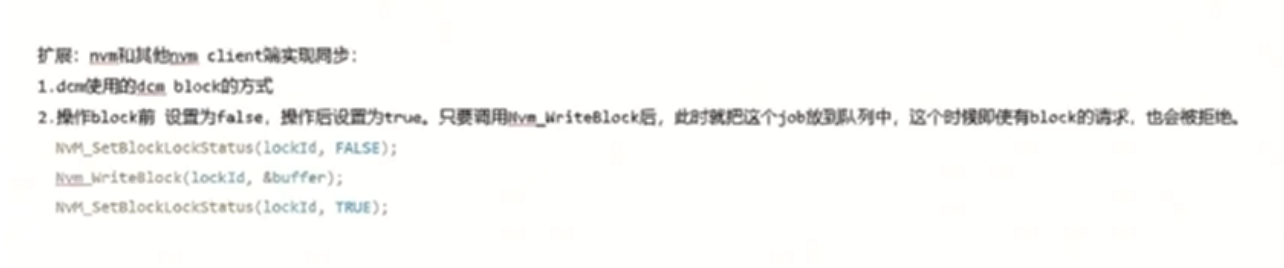 扩展: nvm和其他nvm client端实现同步:
1.dcm使用的dcm block的方式
2.操作block前 设置为false, 操作后设置为true。只要调用Nvm_WriteBlock后, 此时就把这个job放到队列中, 这个时候即使有block的请求, 也会被拒绝。
NvM_SetBlockLockStatus(lockId, FALSE);
Nvm_WriteBlock(lockId, &buffer);
NvM_SetBlockLockStatus(lockId, TRUE);